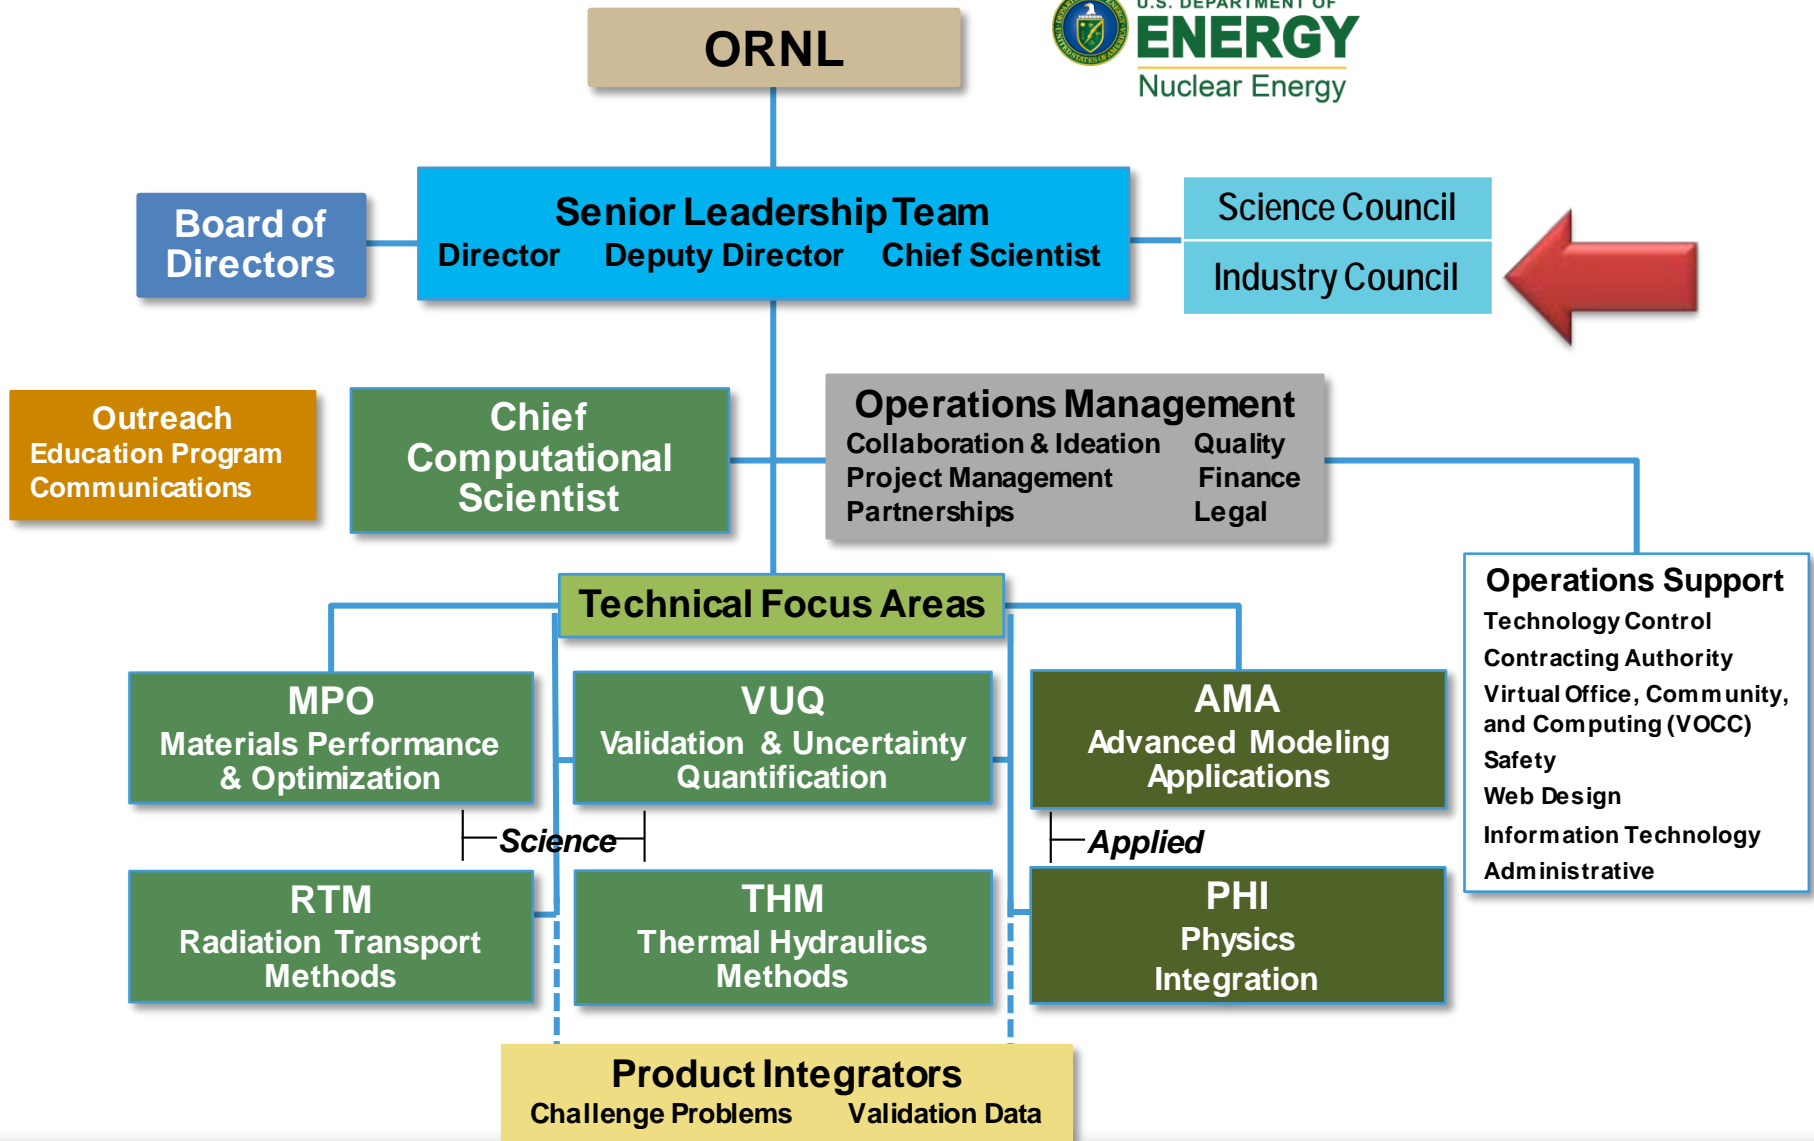 U.S. DEPARTMENT OF
ENERGY
Nuclear Energy
ORNL
Board of
Directors
Senior Leadership Team
Director Deputy Director Chief Scientist
Science Council
Industry Council
Outreach
Education Program
Communications
Chief
Computational
Scientist
Operations Management
Collaboration & Ideation Quality
Project Management Finance
Partnerships Legal
Operations Support
Technology Control
Contracting Authority
Virtual Office, Community,
and Computing (VOCC)
Safety
Web Design
Information Technology
Administrative
Technical Focus Areas
MPO
Materials Performance
& Optimization
VUQ
Validation & Uncertainty
Quantification
AMA
Advanced Modeling
Applications
Science
Applied
RTM
Radiation Transport
Methods
THM
Thermal Hydraulics
Methods
PHI
Physics
Integration
Product Integrators
Challenge Problems Validation Data